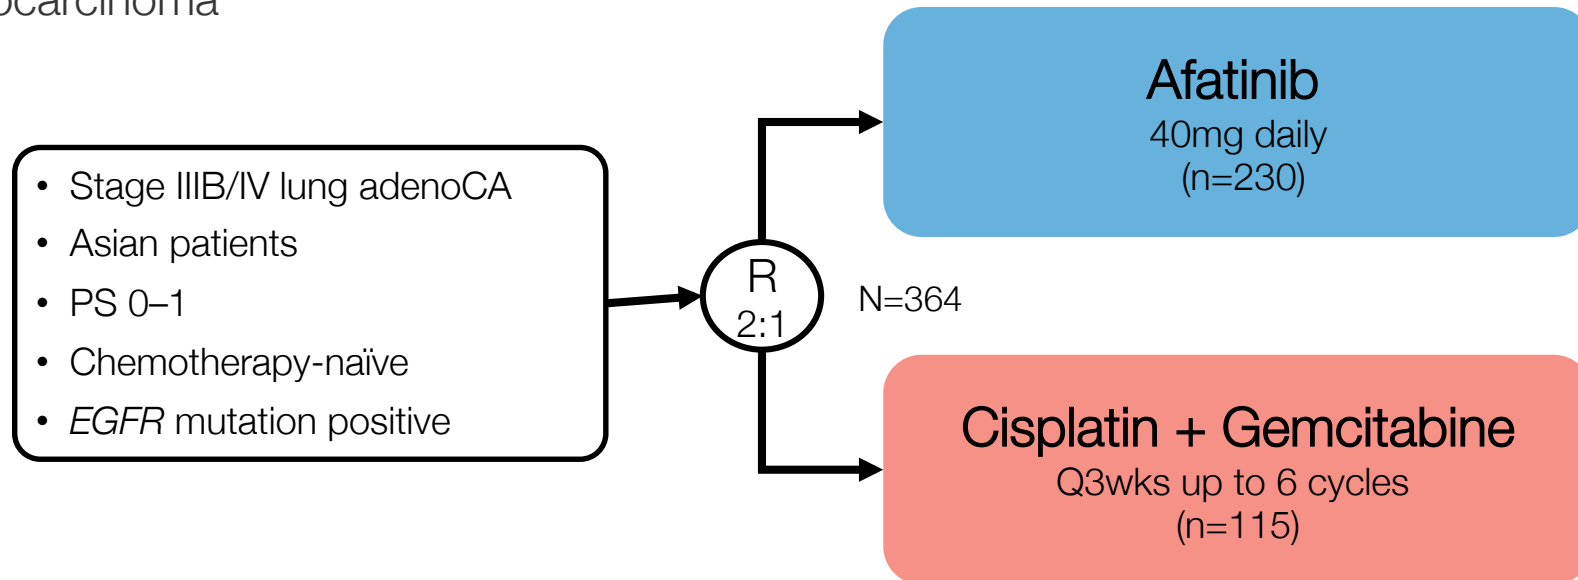 • Stage IIIB/IV lung adenoCA
• Asian patients
• PS 0–1
• Chemotherapy-naïve
• EGFR mutation positive
R
2:1
N=364
Afatinib
40mg daily
(n=230)
Cisplatin + Gemcitabine
Q3wks up to 6 cycles
(n=115)